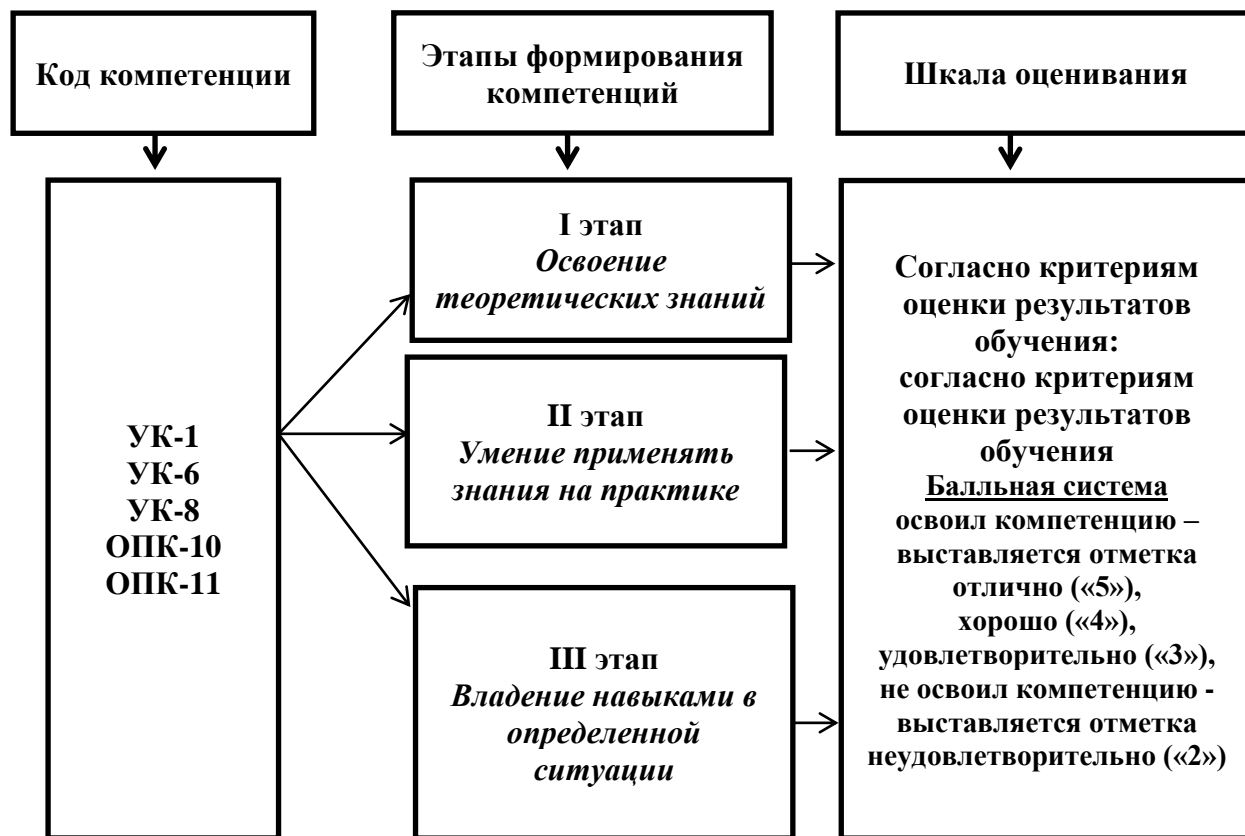 Код компетенции
Этапы формирования
компетенций
Шкала оценивания
УК-1
УК-6
УК-8
ОПК-10
ОПК-11
I этап
Освоение
теоретических знаний
II этап
Умение применять
знания на практике
III этап
Владение навыками в
определенной
ситуации
Согласно критериям
оценки результатов
обучения:
согласно критериям
оценки результатов
обучения
Балльная система
освоил компетенцию –
выставляется отметка
отлично («5»),
хорошо («4»),
удовлетворительно («3»),
не освоил компетенцию -
выставляется отметка
неудовлетворительно («2»)